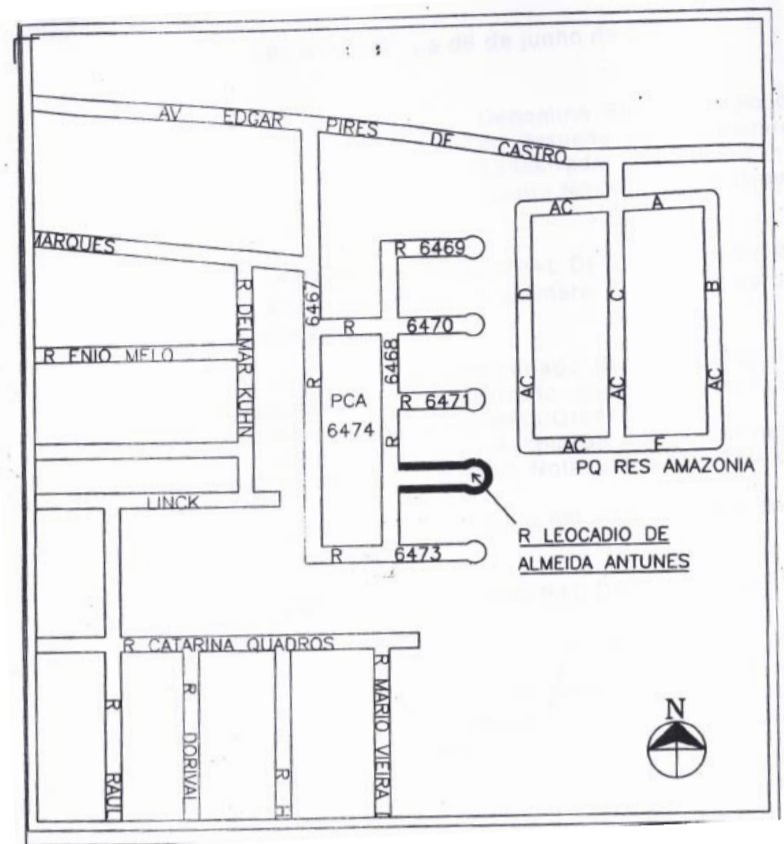 AV EDGAR PIRES DE CASTRO
MARQUES
R DELMAR KUHN
R ENIO MELO
LINCK
R 6467
R 6468
R 6469
R 6470
R 6471
PCA
6474
R 6473
AC A
AC B
AC C
AC D
AC F
PQ RES AMAZONIA
R LEOCADIO DE
ALMEIDA ANTUNES
R CATARINA QUADROS
R RAUL
R DORIVAL
R H
R MARIO VIEIRA
N